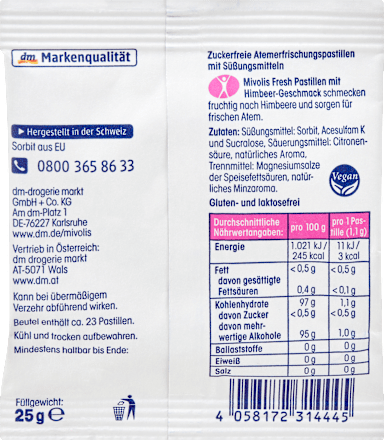 dm Markenqualität
Hergestellt in der Schweiz
Sorbit aus EU
0800 365 86 33
dm-drogerie markt
GmbH + Co. KG
Am dm-Platz 1
DE-76227 Karlsruhe
www.dm.de/mivolis
Vertrieb in Österreich:
dm drogerie markt
AT-5071 Wals
www.dm.at
Kann bei übermäßigem
Verzehr abführend wirken.
Beutel enthält ca. 23 Pastillen.
Kühl und trocken aufbewahren.
Mindestens haltbar bis Ende:
Füllgewicht:
25g e
Zuckerfreie Atemerfrischungspastillen
mit Süßungsmitteln
Mivolis Fresh Pastillen mit
Himbeer-Geschmack schmecken
fruchtig nach Himbeere und sorgen für
frischen Atem.
Zutaten: Süßungsmittel: Sorbit, Acesulfam K
und Sucralose, Säuerungsmittel: Citronen-
säure, natürliches Aroma,
Trennmittel: Magnesiumsalze
der Speisefettsäuren, natür-
liches Minzaroma.
Vegan
Gluten- und laktosefrei
Durchschnittliche Nährwertangaben: pro 100 g pro 1 Pas-
tille (1,1 g)
Energie 1.021 kJ / 11 kJ /
245 kcal 3 kcal
Fett <0,5 g <0,5 g
davon gesättigte
Fettsäuren 0,4 g <0,1 g
Kohlenhydrate 97 g 1,1 g
davon Zucker <0,5 g <0,5 g
davon mehr-
wertige Alkohole 95 g 1,0 g
Ballaststoffe 0 g 0 g
Eiweiß 0 g 0 g
Salz 0 g 0 g
4 058172 314445